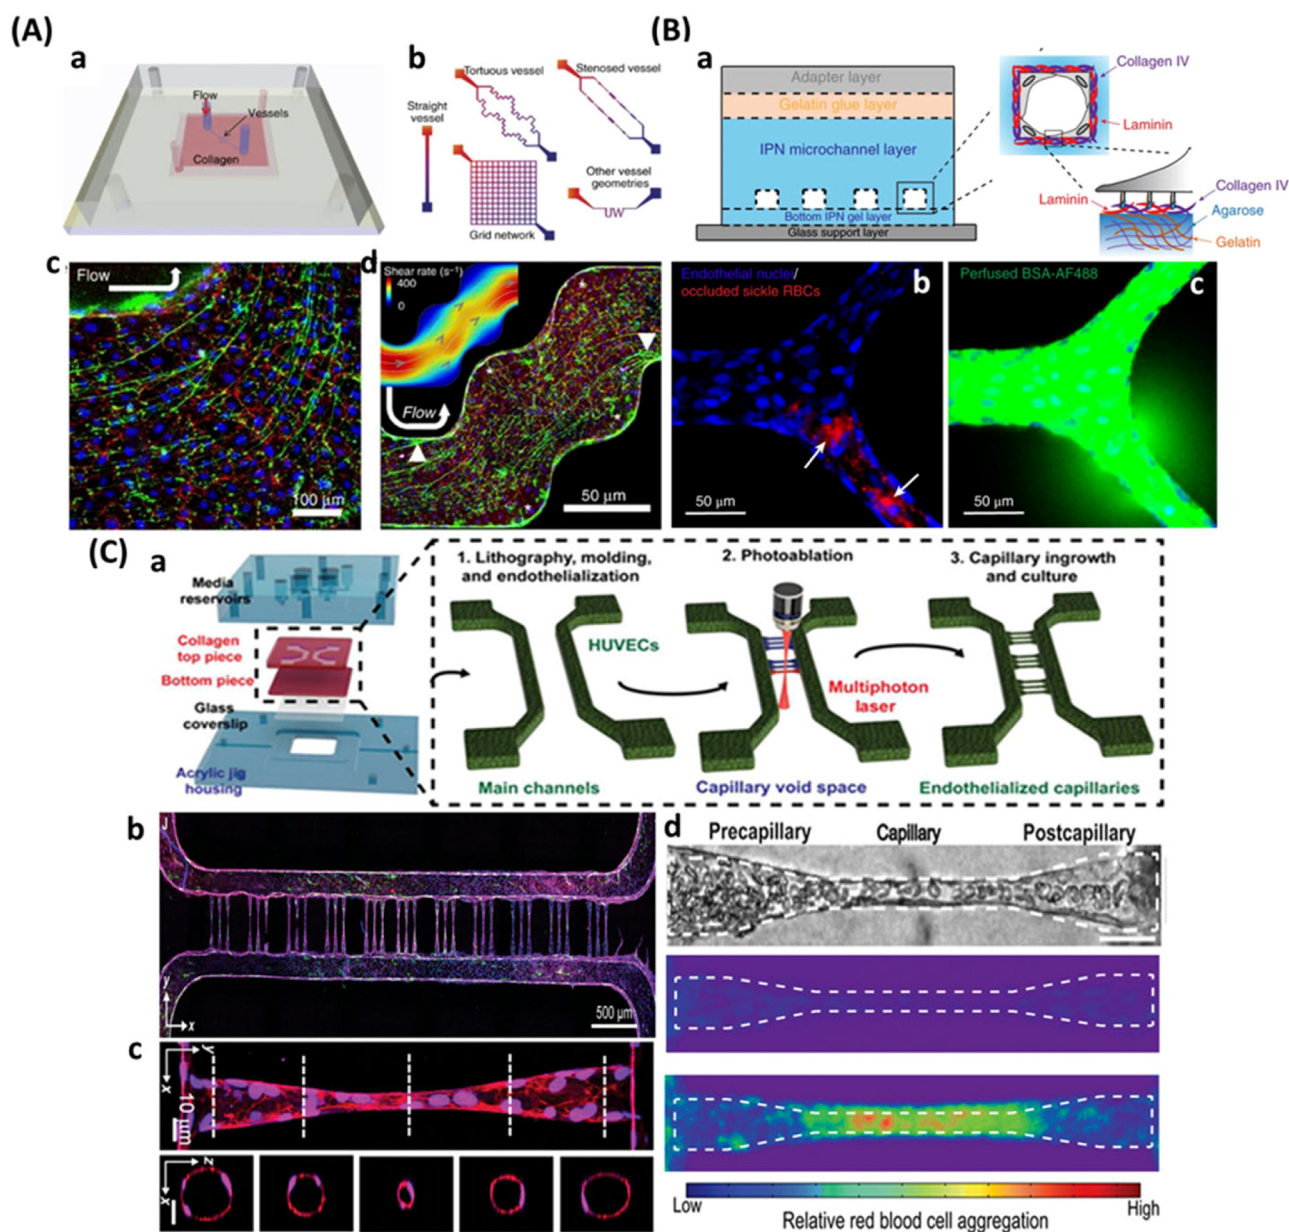 (A)
a
Flow
Vessels
Collagen
b
Tortuous vessel
Stenosed vessel
Straight
vessel
Other vessel
geometries
UW
Grid network
(B)
a
Adapter layer
Gelatin glue layer
IPN microchannel layer
Bottom IPN gel layer
Glass support layer
Collagen IV
Laminin
Collagen IV
Laminin
Agarose
Gelatin
c
Flow
100 μm
d
Shear rate (s⁻¹)
400
0
Flow
50 μm
Endothelial nuclei/
occluded sickle RBCs
b
50 μm
Perfused BSA-AF488
c
50 μm
(C)
a
Media
reservoirs
Collagen
top piece
Bottom piece
Glass
coverslip
Acrylic jig
housing
1. Lithography, molding,
and endothelialization
2. Photoablation
3. Capillary ingrowth
and culture
HUVECs
Multiphoton
laser
Main channels
Capillary void space
Endothelialized capillaries
b
J
y
x
500 μm
c
y
x
10 μm
z
x
d
Precapillary
Capillary
Postcapillary
Low
High
Relative red blood cell aggregation